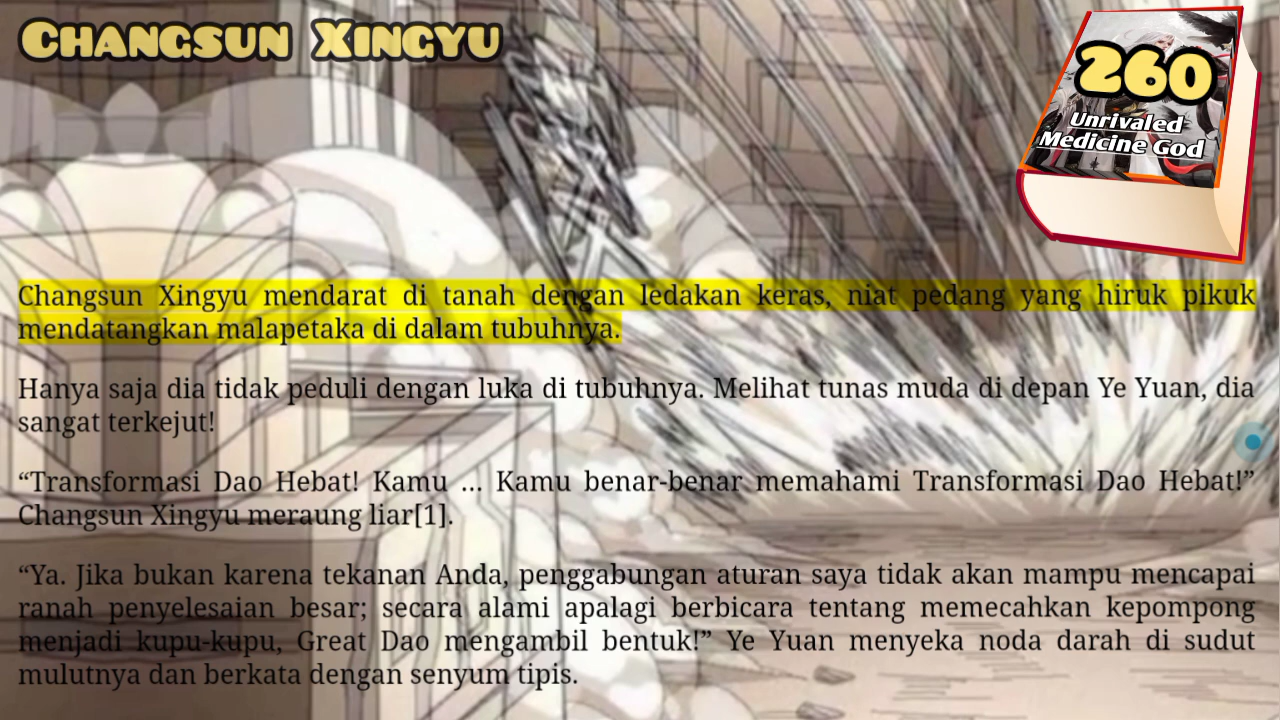 Changsun Xingyu
260
Unrivaled
Medicine God
Changsun Xingyu mendarat di tanah dengan ledakan keras, niat pedang yang hiruk pikuk
mendatangkan malapetaka di dalam tubuhnya.
Hanya saja dia tidak peduli dengan luka di tubuhnya. Melihat tunas muda di depan Ye Yuan, dia
sangat terkejut!
“Transformasi Dao Hebat! Kamu … Kamu benar-benar memahami Transformasi Dao Hebat!”
Changsun Xingyu meraung liar[1].
“Ya. Jika bukan karena tekanan Anda, penggabungan aturan saya tidak akan mampu mencapai
ranah penyelesaian besar; secara alami apalagi berbicara tentang memecahkan kepompong
menjadi kupu-kupu, Great Dao mengambil bentuk!” Ye Yuan menyeka noda darah di sudut
mulutnya dan berkata dengan senyum tipis.